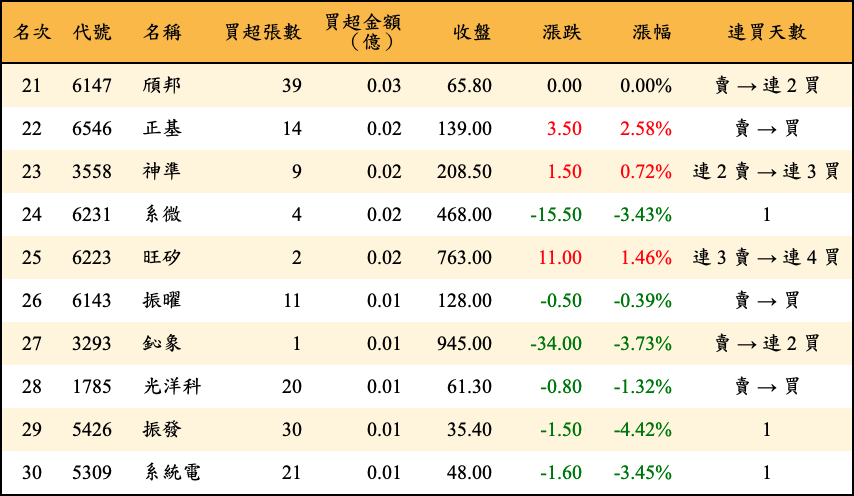 名次 代號 名稱 買超張數 買超金額（億） 收盤 漲跌 漲幅 連買天數
21 6147 頎邦 39 0.03 65.80 0.00 0.00% 賣 → 連 2 買
22 6546 正基 14 0.02 139.00 3.50 2.58% 賣 → 買
23 3558 神準 9 0.02 208.50 1.50 0.72% 連 2 賣 → 連 3 買
24 6231 系微 4 0.02 468.00 -15.50 -3.43% 1
25 6223 旺矽 2 0.02 763.00 11.00 1.46% 連 3 賣 → 連 4 買
26 6143 振曜 11 0.01 128.00 -0.50 -0.39% 賣 → 買
27 3293 鈊象 1 0.01 945.00 -34.00 -3.73% 賣 → 連 2 買
28 1785 光洋科 20 0.01 61.30 -0.80 -1.32% 賣 → 買
29 5426 振發 30 0.01 35.40 -1.50 -4.42% 1
30 5309 系統電 21 0.01 48.00 -1.60 -3.45% 1